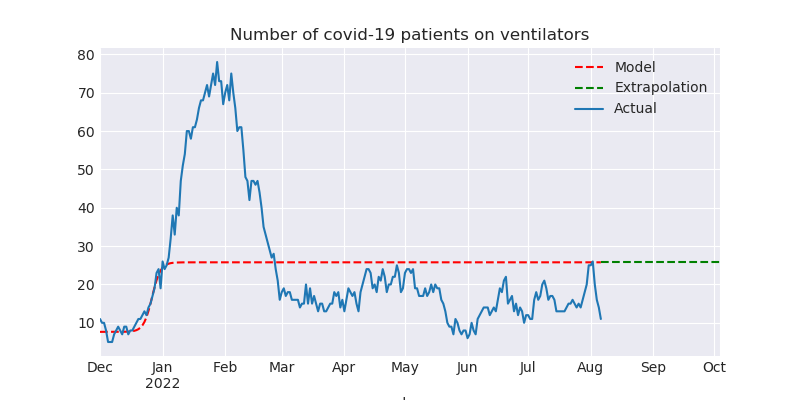 Number of covid-19 patients on ventilators
80
70
60
50
40
30
20
10
Model
Extrapolation
Actual
Dec Jan Feb Mar Apr May Jun Jul Aug Sep Oct
2022